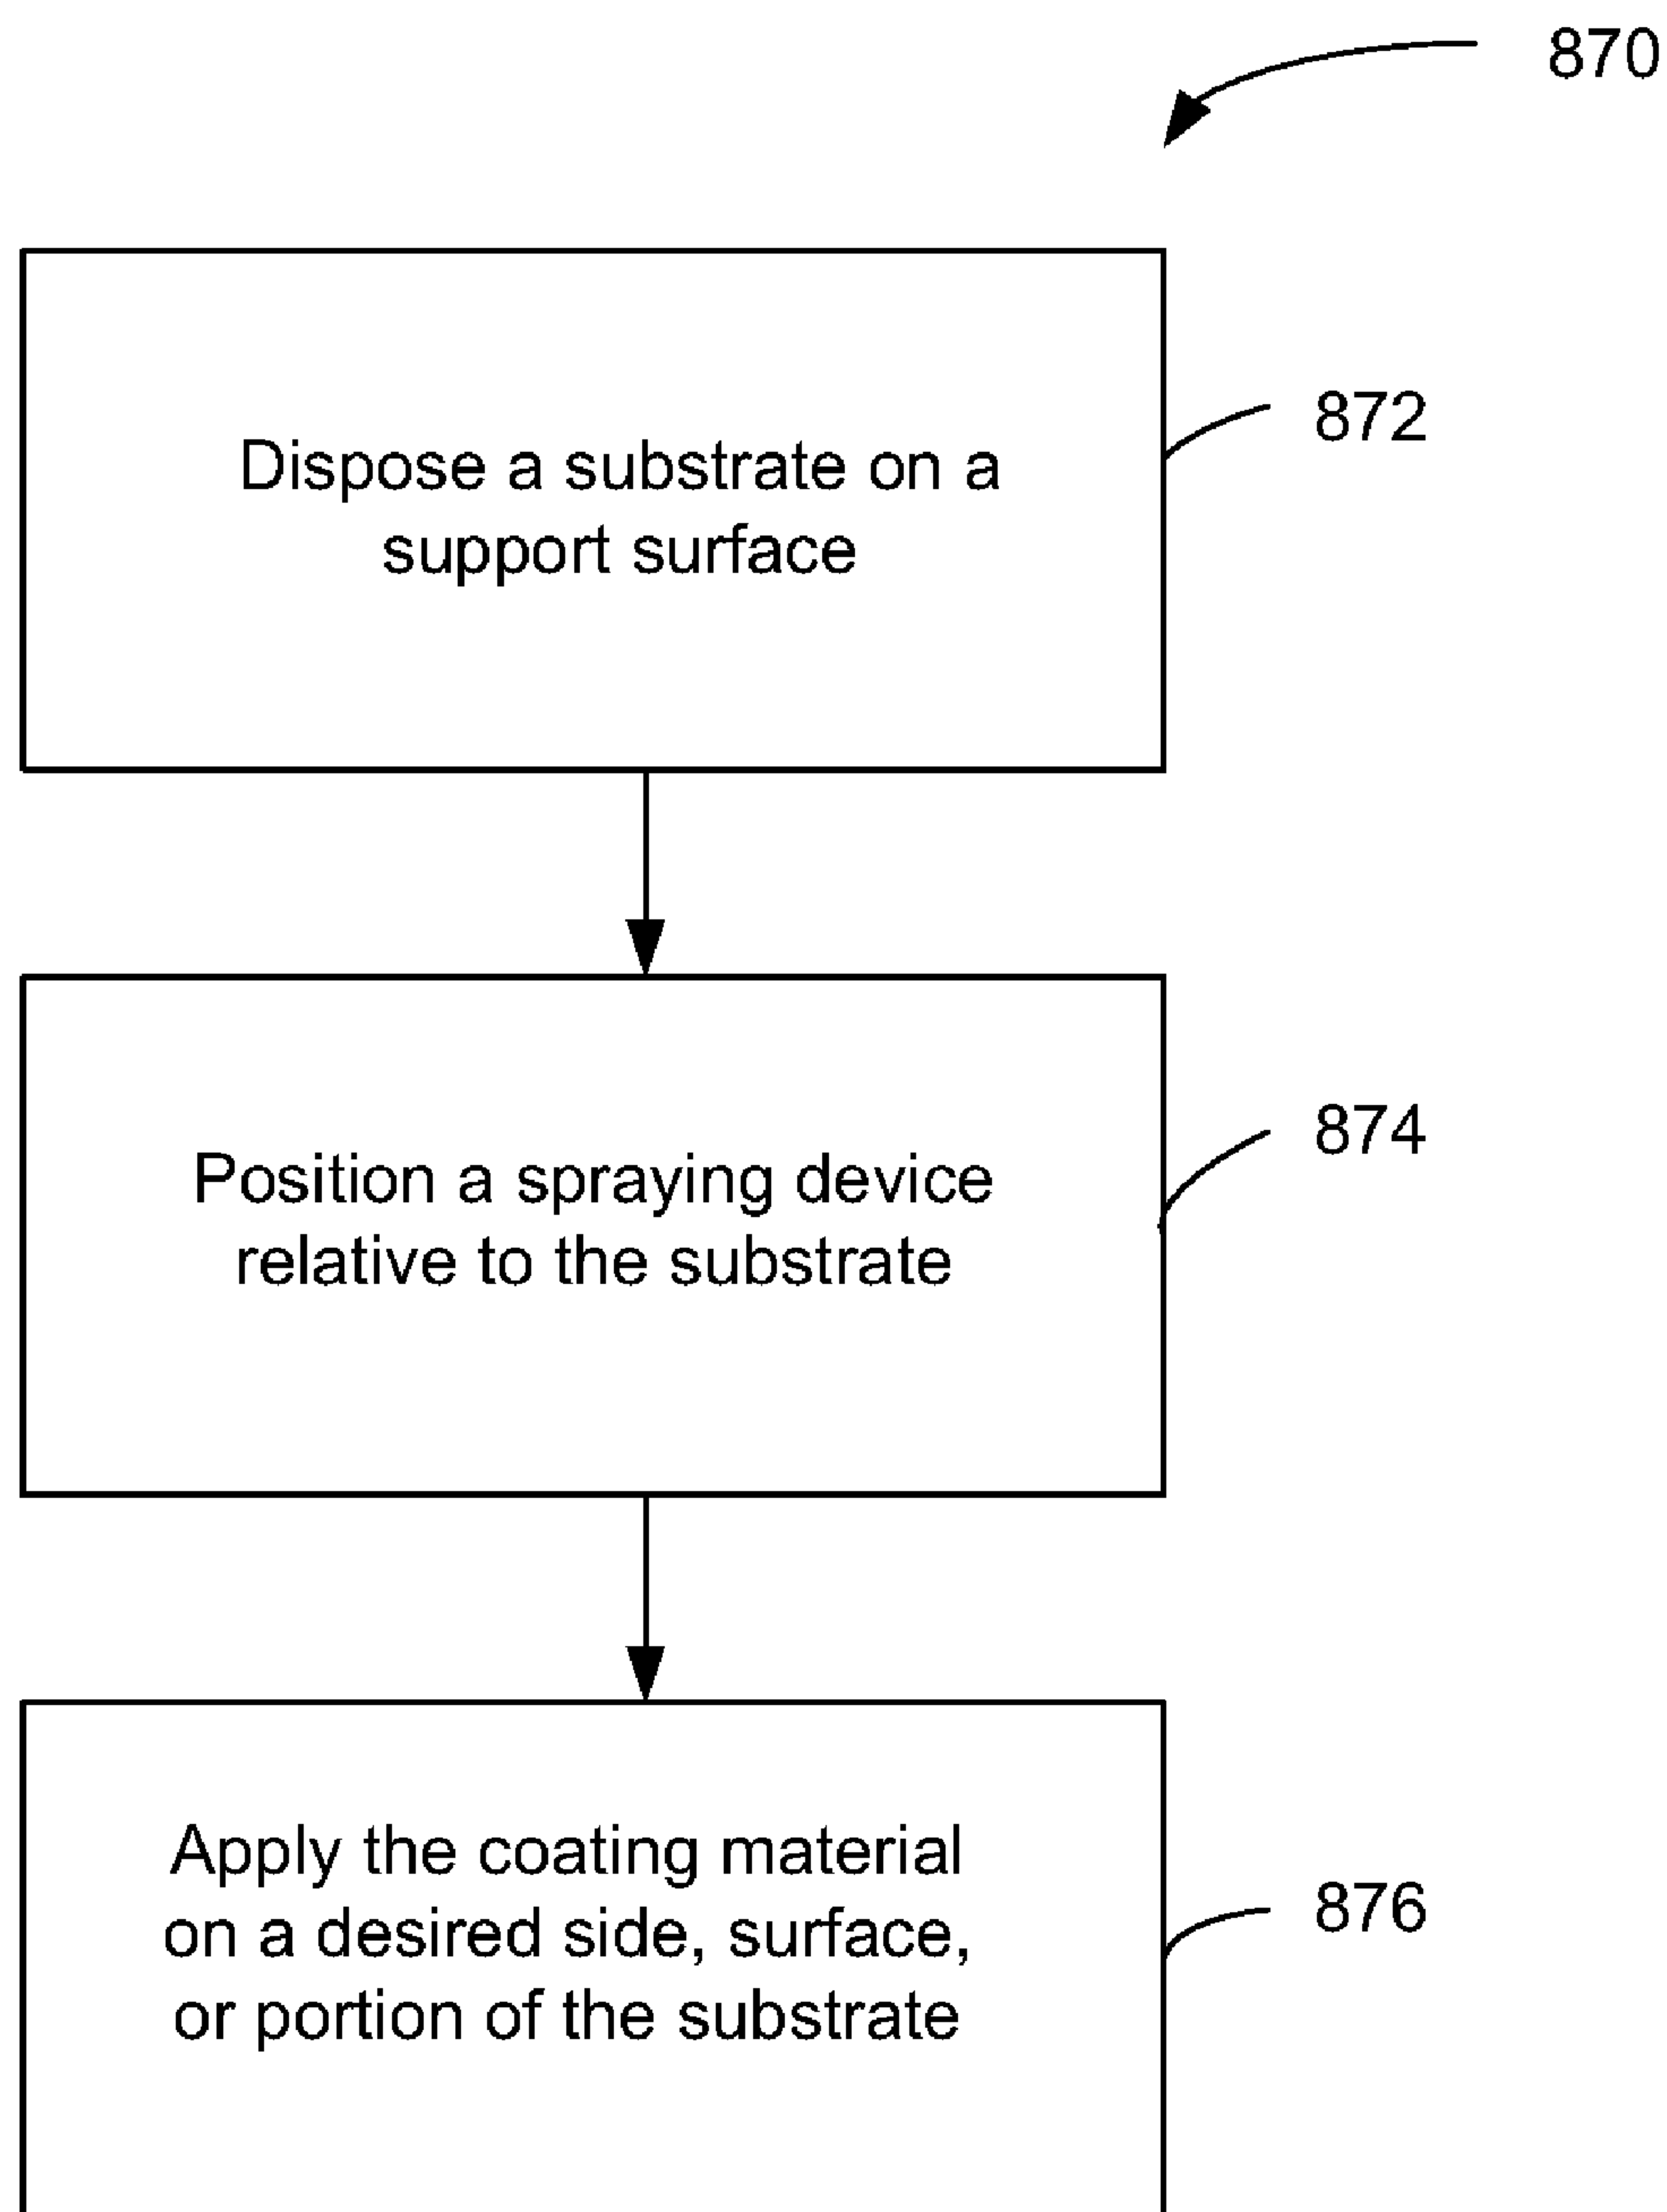 870
Dispose a substrate on a
support surface
872
Position a spraying device
relative to the substrate
874
Apply the coating material
on a desired side, surface,
or portion of the substrate
876